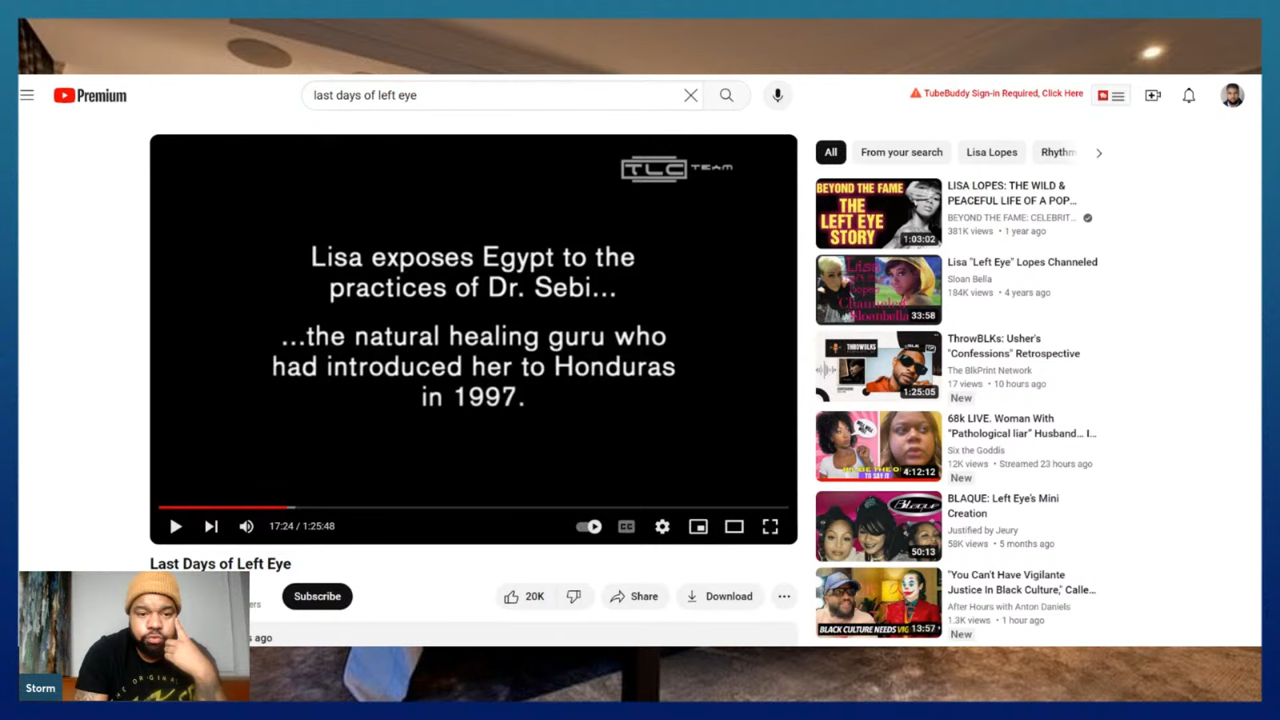 Premium
last days of left eye
TubeBuddy Sign-in Required, Click Here
TLC TEAM
Lisa exposes Egypt to the
practices of Dr. Sebi...
...the natural healing guru who
had introduced her to Honduras
in 1997.
17:24 / 1:25:48
CC
Last Days of Left Eye
ers
Subscribe
20K
Share
Download
s ago
Storm
THE ORIGINAL
All
From your search
Lisa Lopes
Rhythm
BEYOND THE FAME
THE
LEFT EYE
STORY
1:03:02
LISA LOPES: THE WILD &
PEACEFUL LIFE OF A POP...
BEYOND THE FAME: CELEBRIT...
381K views • 1 year ago
33:58
Lisa "Left Eye" Lopes Channeled
Sloan Bella
184K views • 4 years ago
THROWBLKS
1:25:05
ThrowBLKs: Usher's
"Confessions" Retrospective
The BlkPrint Network
17 views • 10 hours ago
New
TO SAY IT
4:12:12
68k LIVE. Woman With
"Pathological liar" Husband... I...
Six the Goddis
12K views • Streamed 23 hours ago
New
Blaque
50:13
BLAQUE: Left Eye's Mini
Creation
Justified by Jeury
58K views • 5 months ago
BLACK CULTURE NEEDS VIG
13:57
"You Can't Have Vigilante
Justice In Black Culture," Calle...
After Hours with Anton Daniels
1.3K views • 1 hour ago
New